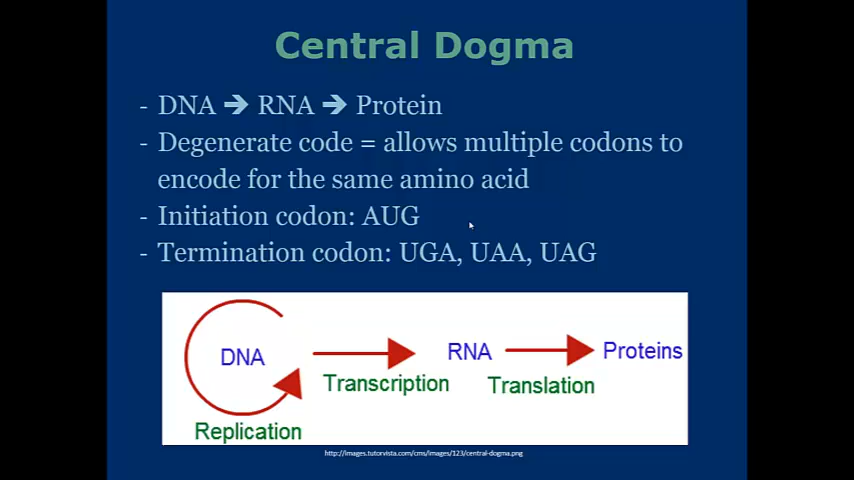 Central Dogma
- DNA ➔ RNA ➔ Protein
- Degenerate code = allows multiple codons to
encode for the same amino acid
- Initiation codon: AUG
- Termination codon: UGA, UAA, UAG
DNA
RNA
Proteins
Transcription
Translation
Replication
http://images.tutorvista.com/cms/images/123/central-dogma.png